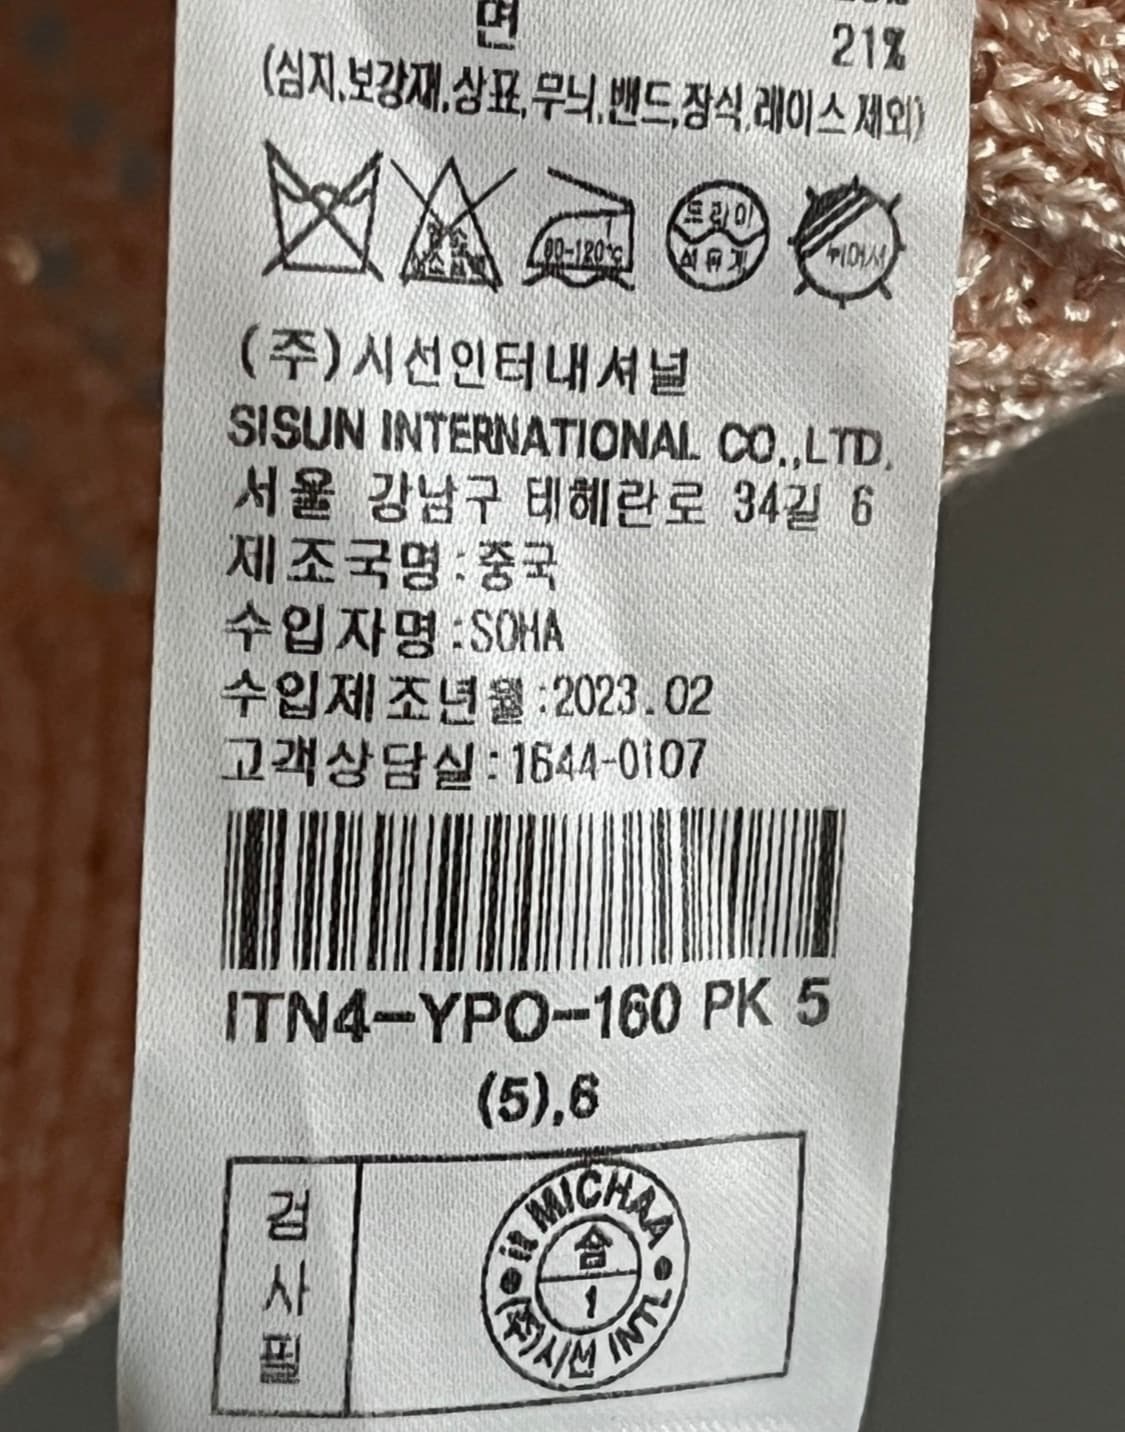 면 21%
(심지,보강재,상표,무늬,밴드,장식,레이스 제외)
80-120℃
드라이
석유계
뉘어서
(주)시선인터내셔널
SISUN INTERNATIONAL CO.,LTD.
서울 강남구 테헤란로 34길 6
제조국명:중국
수입자명:SOHA
수입제조년월:2023.02
고객상담실:1644-0107
ITN4-YPO-160 PK 5
(5),6
검사필
it MICHAA
합
1
(주)시선 INTL